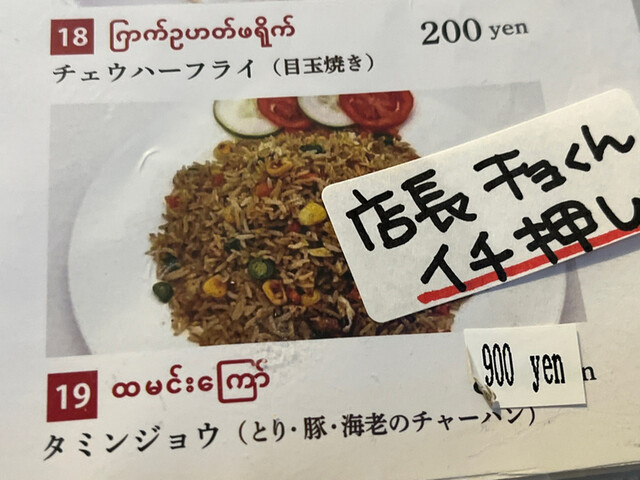 18 ကြက်ဥဟတ်ဖရိုက်
200 yen
チェウハーフライ（目玉焼き）
店長チョくん
イチ押し
19 ထမင်းကြော်
900 yen
n
タミンジョウ（とり・豚・海老のチャーハン）